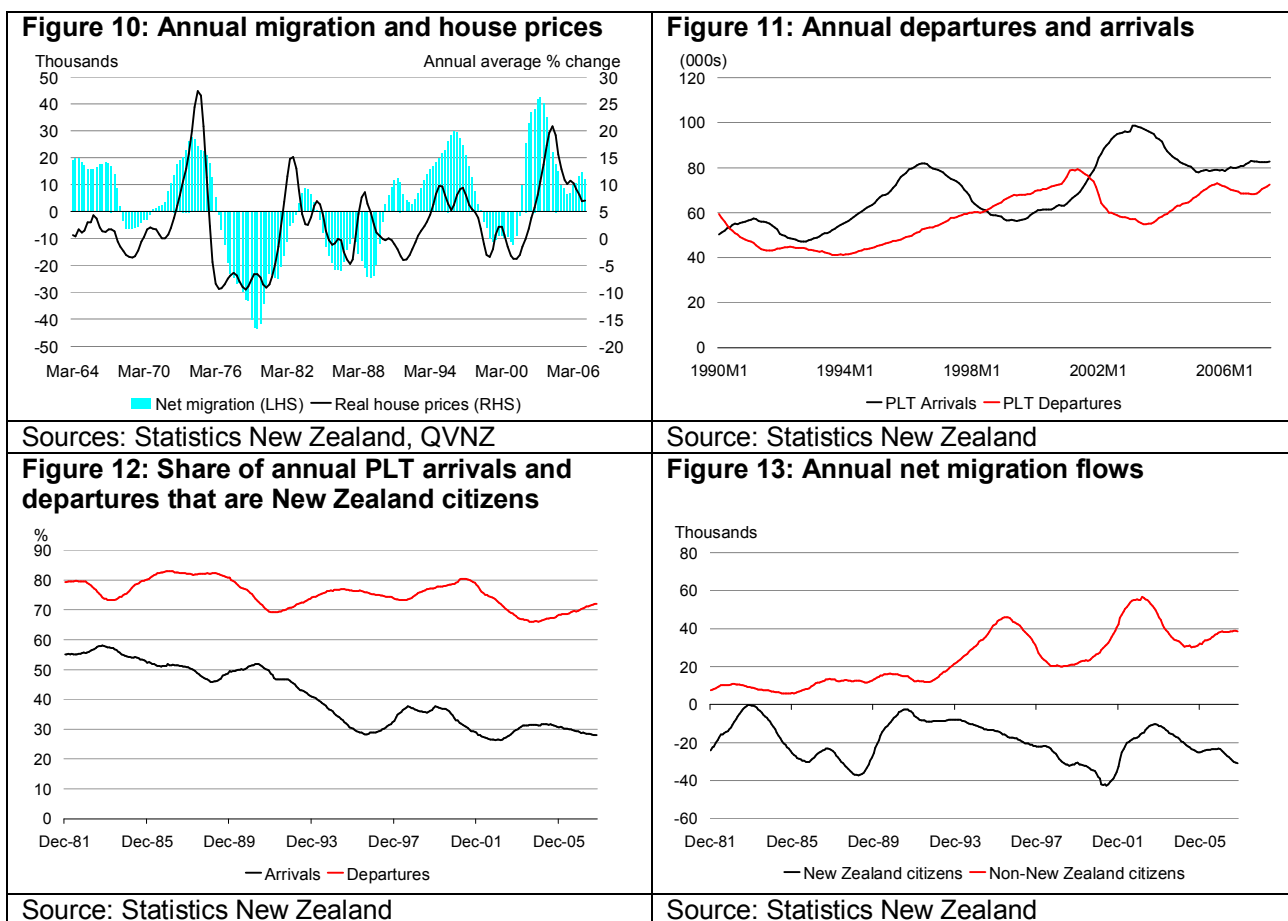 Figure 10: Annual migration and house prices
Thousands
Annual average % change
50
40
30
20
10
0
-10
-20
-30
-40
-50
30
25
20
15
10
5
0
-5
-10
-15
-20
Mar-64 Mar-70 Mar-76 Mar-82 Mar-88 Mar-94 Mar-00 Mar-06
Net migration (LHS) Real house prices (RHS)
Sources: Statistics New Zealand, QVNZ
Figure 11: Annual departures and arrivals
(000s)
120
100
80
60
40
20
0
1990M1 1994M1 1998M1 2002M1 2006M1
PLT Arrivals PLT Departures
Source: Statistics New Zealand
Figure 12: Share of annual PLT arrivals and
departures that are New Zealand citizens
%
90
80
70
60
50
40
30
20
10
0
Dec-81 Dec-85 Dec-89 Dec-93 Dec-97 Dec-01 Dec-05
Arrivals Departures
Source: Statistics New Zealand
Figure 13: Annual net migration flows
Thousands
80
60
40
20
0
-20
-40
-60
Dec-81 Dec-85 Dec-89 Dec-93 Dec-97 Dec-01 Dec-05
New Zealand citizens Non-New Zealand citizens
Source: Statistics New Zealand